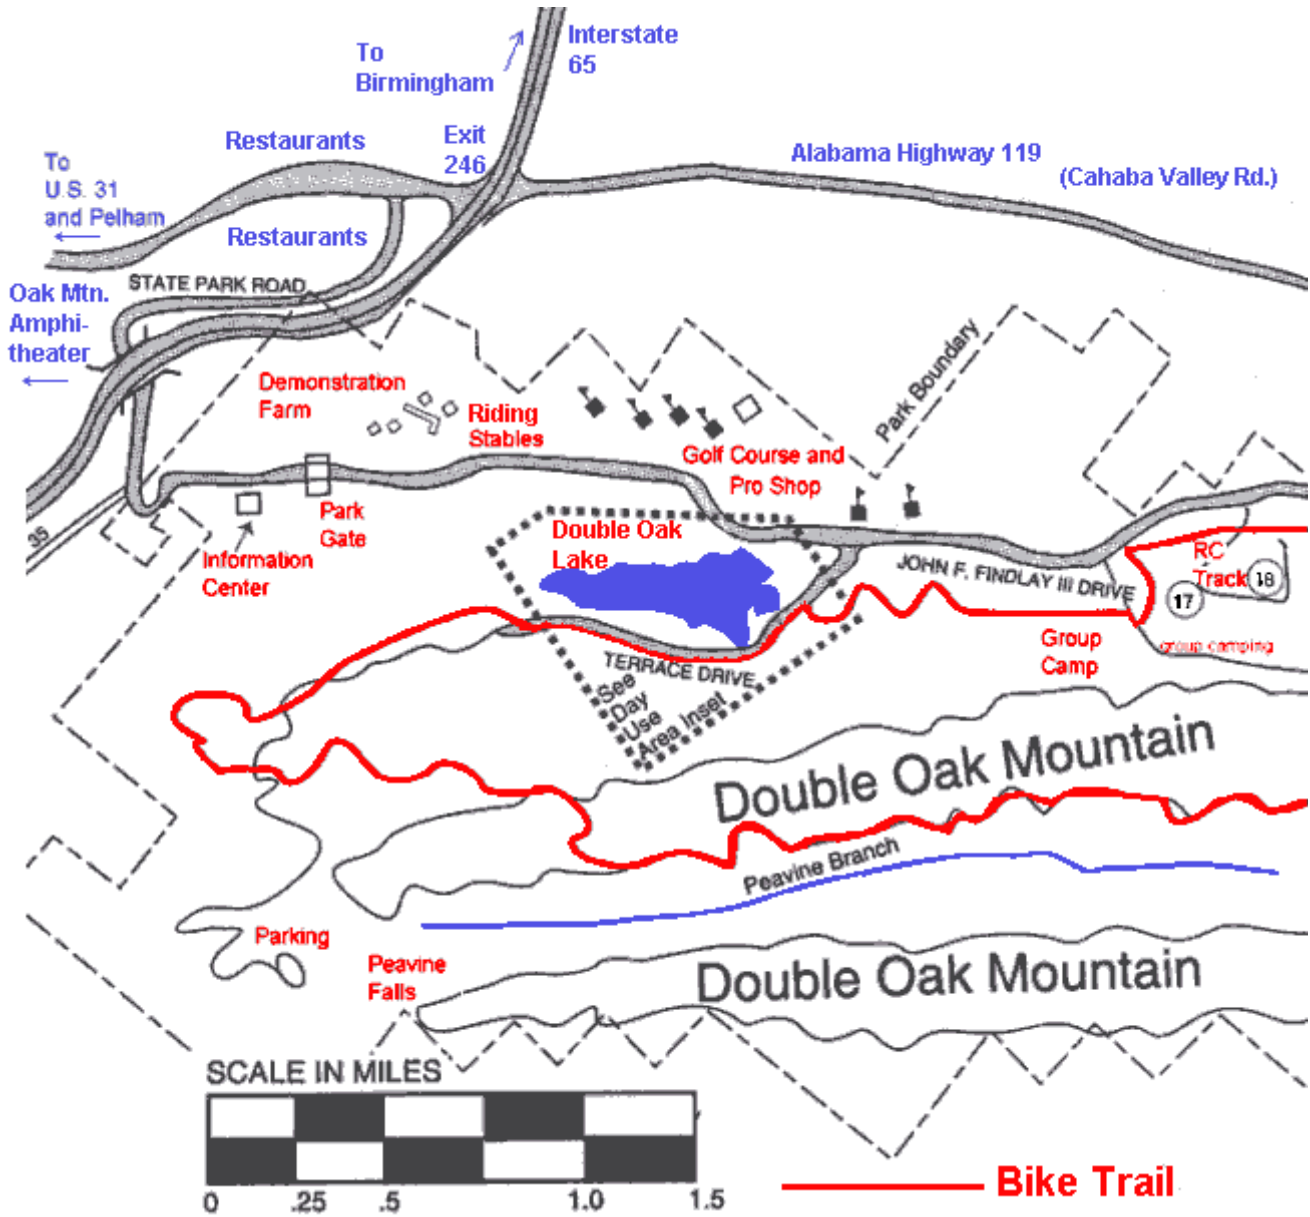 Interstate
65
To
Birmingham
Restaurants
Exit
246
Alabama Highway 119
(Cahaba Valley Rd.)
To
U.S. 31
and Pelham
Restaurants
STATE PARK ROAD
Oak Mtn.
Amphi-
theater
Park Boundary
Demonstration
Farm
Riding
Stables
Golf Course and
Pro Shop
35
Park
Gate
Information
Center
Double Oak
Lake
JOHN F. FINDLAY III DRIVE
RC
Track
18
17
Group
Camp
group camping
TERRACE DRIVE
See
Day
Use
Area Inset
Double Oak Mountain
Peavine Branch
Parking
Peavine
Falls
Double Oak Mountain
SCALE IN MILES
0 .25 .5 1.0 1.5
Bike Trail